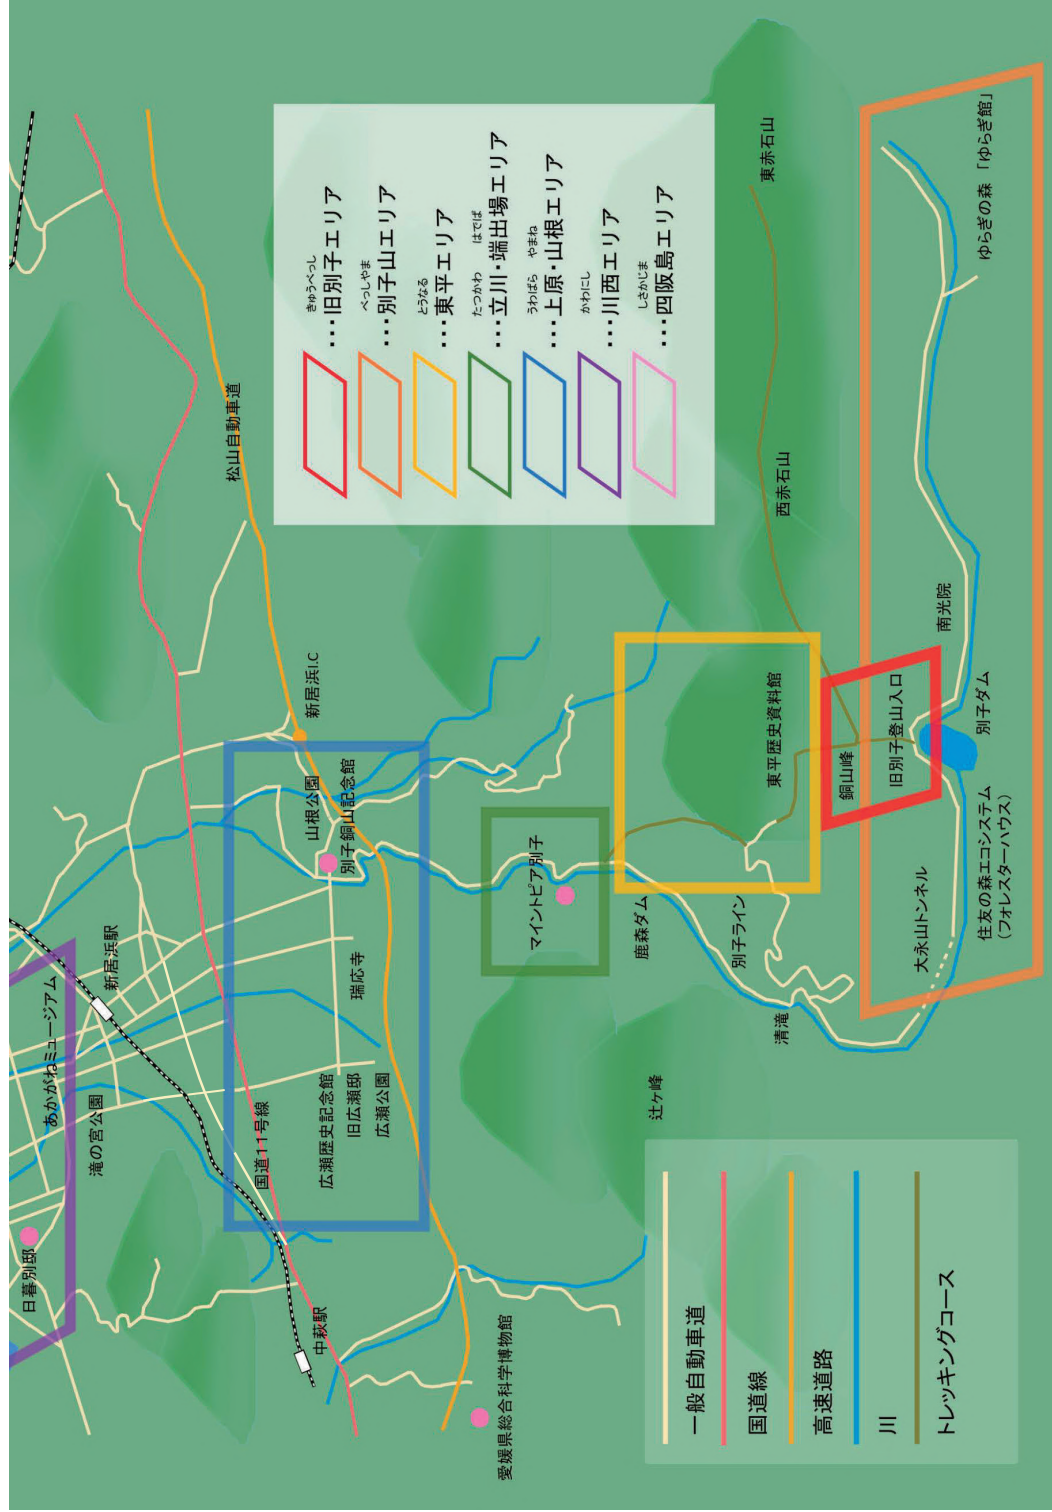 きゅうべっし
･･･旧別子エリア
べっしやま
･･･別子山エリア
とうなる
･･･東平エリア
たつかわ はでば
･･･立川・端出場エリア
うわばら やまね
･･･上原・山根エリア
かわにし
･･･川西エリア
しさかじま
･･･四阪島エリア
日暮別邸
あかがねミュージアム
滝の宮公園
新居浜駅
中萩駅
松山自動車道
国道11号線
新居浜I.C
山根公園
別子銅山記念館
瑞応寺
広瀬歴史記念館
旧広瀬邸
広瀬公園
愛媛県総合科学博物館
マイントピア別子
鹿森ダム
辻ヶ峰
別子ライン
清滝
東平歴史資料館
西赤石山
東赤石山
銅山峰
旧別子登山入口
大永山トンネル
南光院
別子ダム
住友の森エコシステム
(フォレスターハウス)
ゆらぎの森「ゆらぎ館」
一般自動車道
国道線
高速道路
川
トレッキングコース